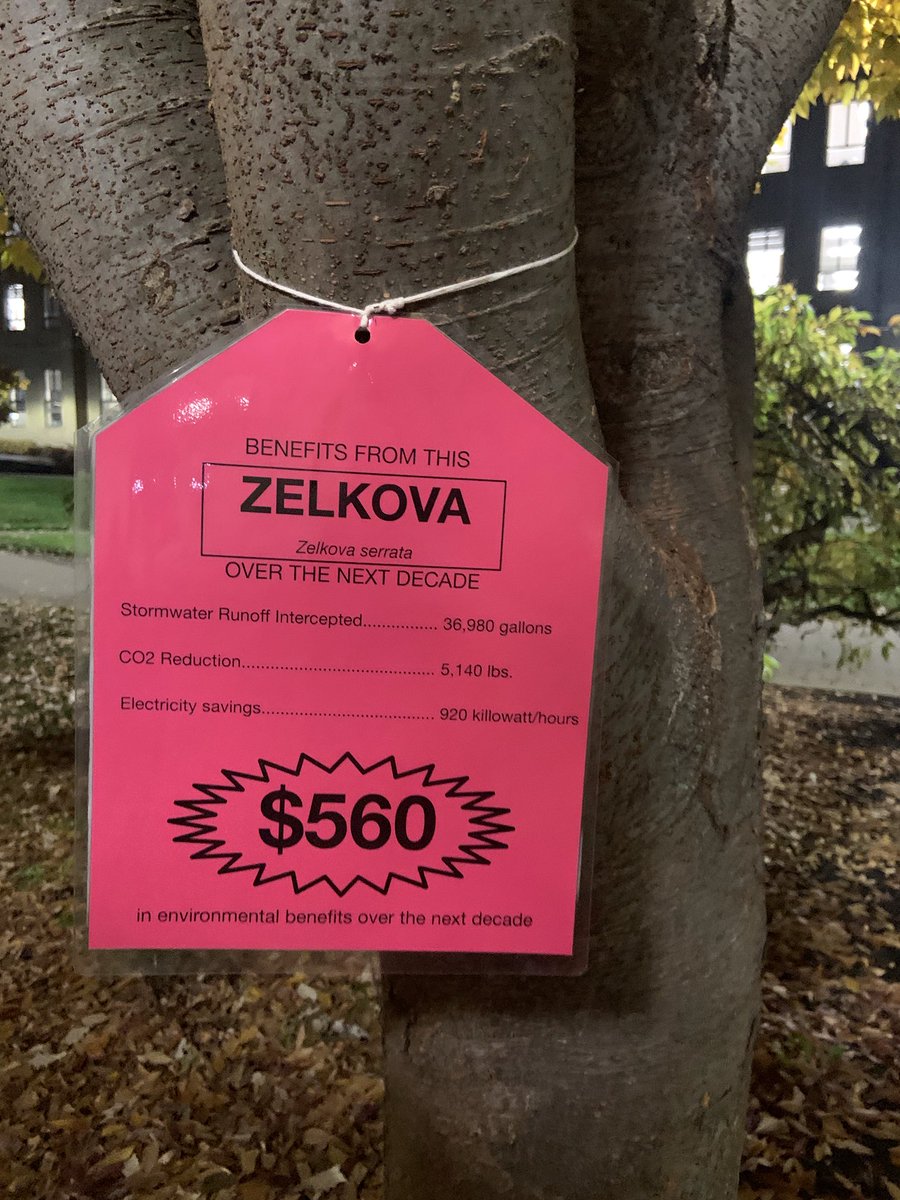 BENEFITS FROM THIS
ZELKOVA
Zelkova serrata
OVER THE NEXT DECADE
Stormwater Runoff Intercepted................ 36,980 gallons
CO2 Reduction..................................... 5,140 lbs.
Electricity savings.................................. 920 killowatt/hours
$560
in environmental benefits over the next decade